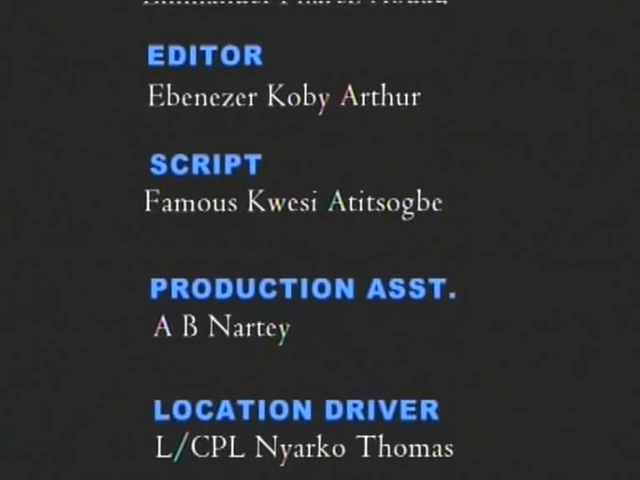 EDITOR
Ebenezer Koby Arthur
SCRIPT
Famous Kwesi Atitsogbe
PRODUCTION ASST.
A B Nartey
LOCATION DRIVER
L/CPL Nyarko Thomas